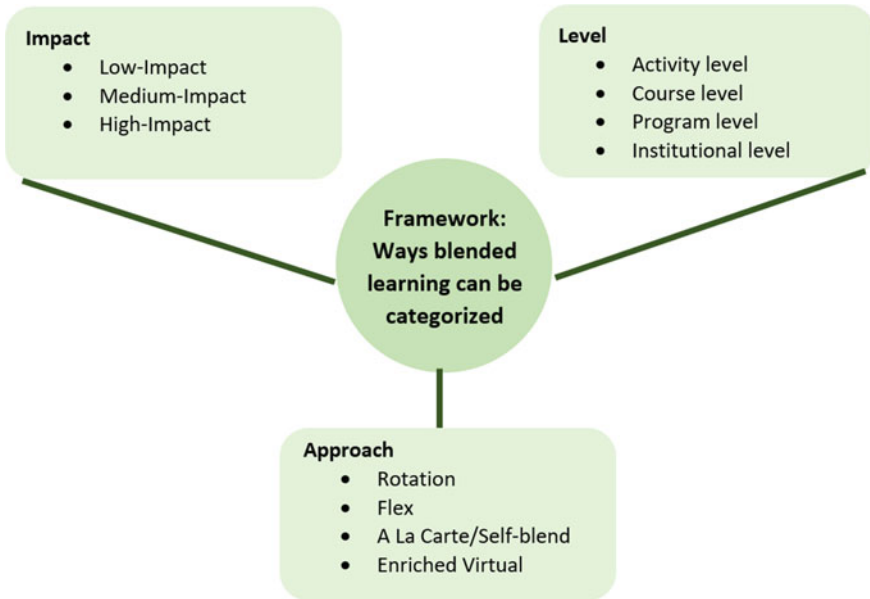 Impact
• Low-Impact
• Medium-Impact
• High-Impact
Level
• Activity level
• Course level
• Program level
• Institutional level
Framework:
Ways blended
learning can be
categorized
Approach
• Rotation
• Flex
• A La Carte/Self-blend
• Enriched Virtual